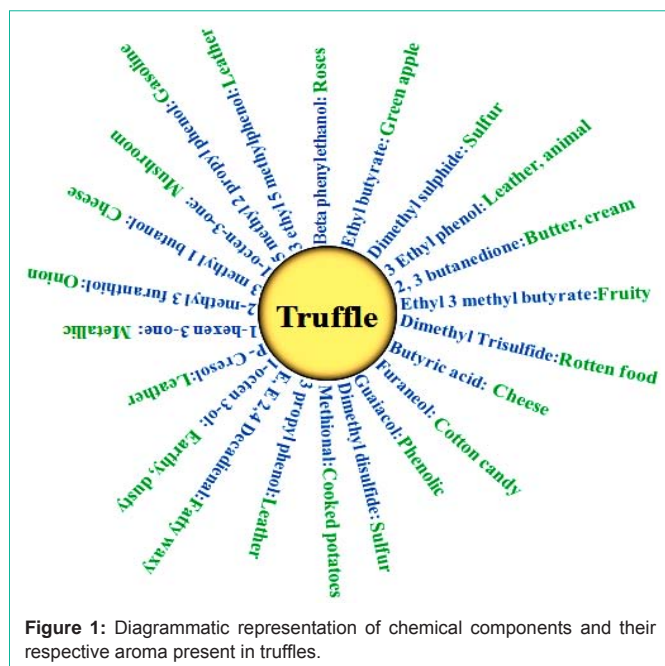 Beta phenylethanol: Roses
Ethyl butyrate: Green apple
Dimethyl sulphide: Sulfur
3 Ethyl phenol: Leather, animal
2, 3 butanedione: Butter, cream
Ethyl 3 methyl butyrate: Fruity
Dimethyl Trisulfide: Rotten food
Butyric acid: Cheese
Furaneol: Cotton candy
Guaiacol: Phenolic
Dimethyl disulfide: Sulfur
Methional: Cooked potatoes
3 propyl phenol: Leather
E, E 2,4 Decadienal: Fatty waxy
1-octen 3-ol: Earthy, dusty
P- Cresol: Leather
1-hexen 3-one: Metallic
2-methyl 3 furanthiol: Onion
3 methyl 1 butanol: Cheese
1-octen-3-one: Mushroom
5 methyl 2 propyl phenol: Gasoline
3 ethyl 5 methylphenol: Leather
Truffle
Figure 1: Diagrammatic representation of chemical components and their
respective aroma present in truffles.